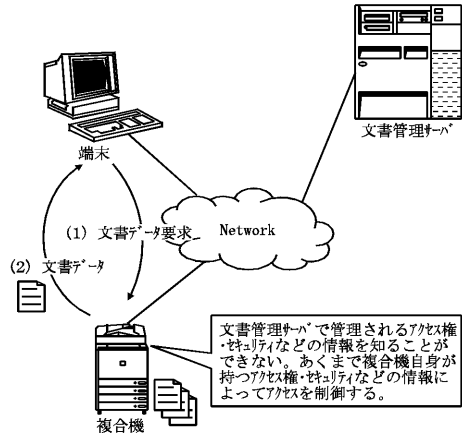 文書管理ｻｰﾊﾞ
端末
(1) 文書ﾃﾞｰﾀ要求
Network
(2) 文書ﾃﾞｰﾀ
文書管理ｻｰﾊﾞで管理されるｱｸｾｽ権
・ｾｷｭﾘﾃｨなどの情報を知ることが
できない。あくまで複合機自身が
持つｱｸｾｽ権・ｾｷｭﾘﾃｨなどの情報に
よってｱｸｾｽを制御する。
複合機